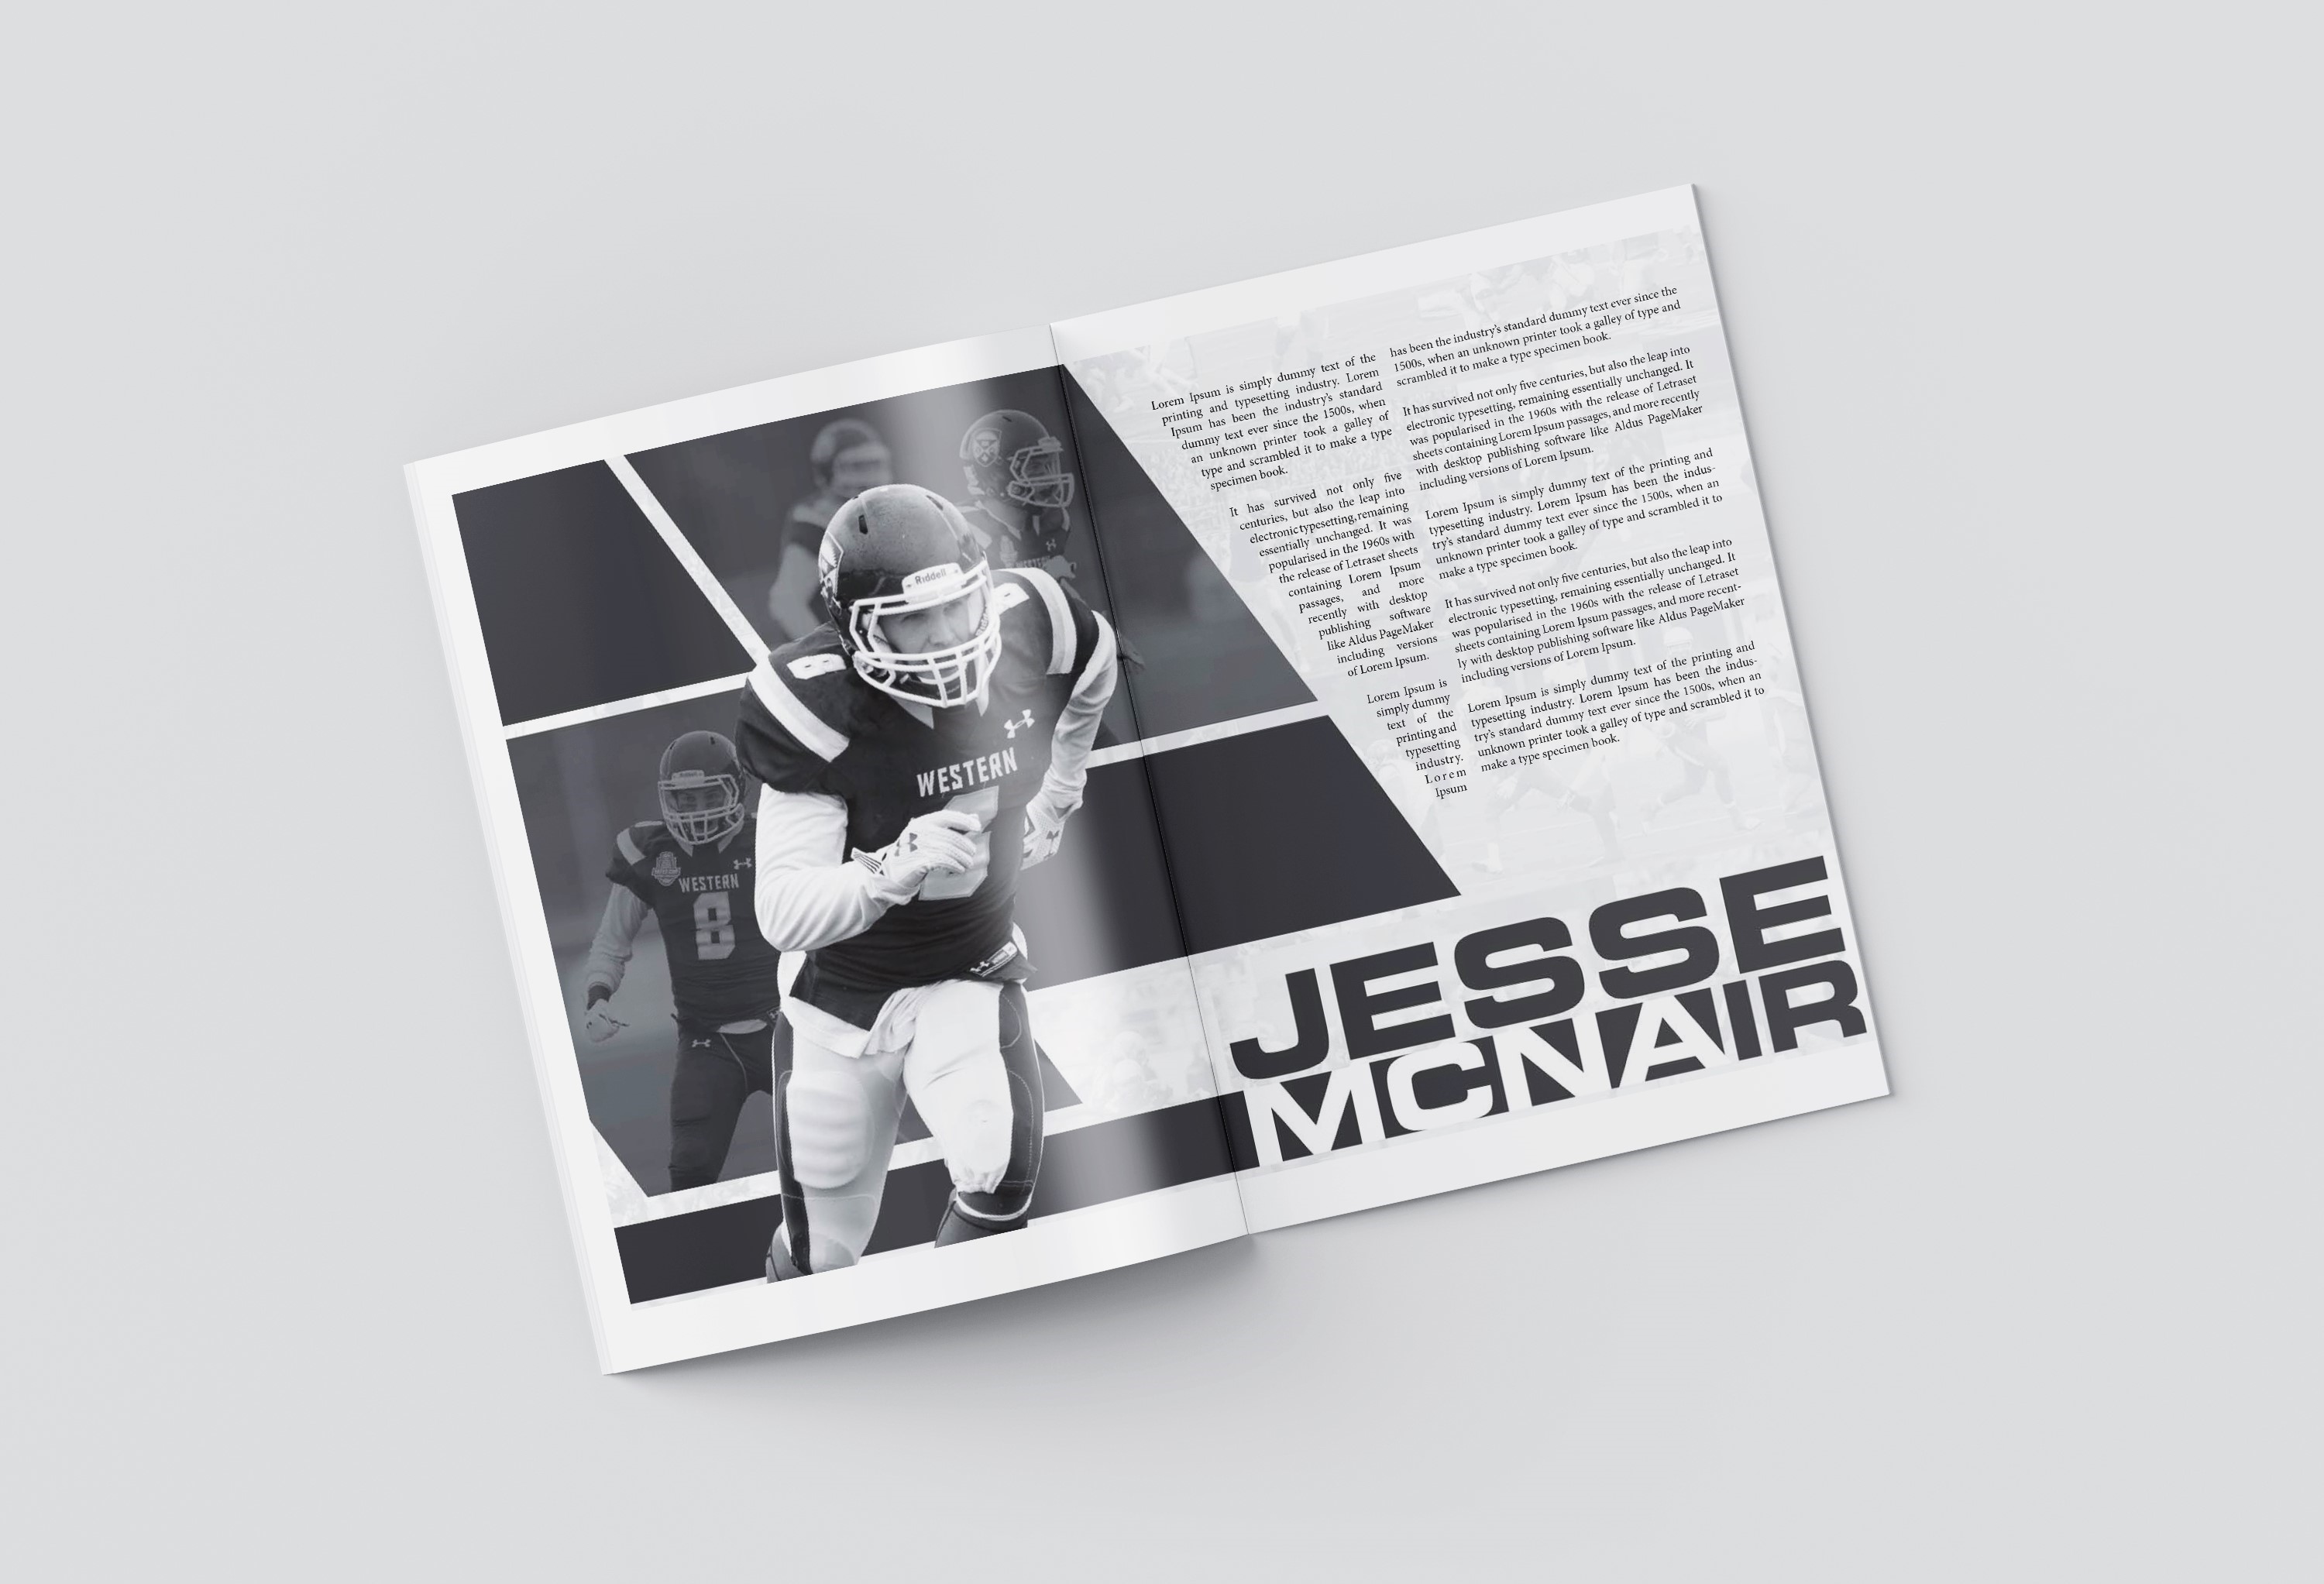 Riddell
WESTERN
8
WESTERN
8
Lorem Ipsum is simply dummy text of the
printing and typesetting industry. Lorem
Ipsum has been the industry's standard
dummy text ever since the 1500s, when
an unknown printer took a galley of
type and scrambled it to make a type
specimen book.
It has survived not only five
centuries, but also the leap into
electronic typesetting, remaining
essentially unchanged. It was
popularised in the 1960s with
the release of Letraset sheets
containing Lorem Ipsum
passages, and more
recently with desktop
publishing software
like Aldus PageMaker
including versions
of Lorem Ipsum.
Lorem Ipsum is
simply dummy
text of the
printing and
typesetting
industry.
Lorem
Ipsum
has been the industry's standard dummy text ever since the
1500s, when an unknown printer took a galley of type and
scrambled it to make a type specimen book.
It has survived not only five centuries, but also the leap into
electronic typesetting, remaining essentially unchanged. It
was popularised in the 1960s with the release of Letraset
sheets containing Lorem Ipsum passages, and more recently
with desktop publishing software like Aldus PageMaker
including versions of Lorem Ipsum.
Lorem Ipsum is simply dummy text of the printing and
typesetting industry. Lorem Ipsum has been the indus-
try's standard dummy text ever since the 1500s, when an
unknown printer took a galley of type and scrambled it to
make a type specimen book.
It has survived not only five centuries, but also the leap into
electronic typesetting, remaining essentially unchanged. It
was popularised in the 1960s with the release of Letraset
sheets containing Lorem Ipsum passages, and more recent-
ly with desktop publishing software like Aldus PageMaker
including versions of Lorem Ipsum.
Lorem Ipsum is simply dummy text of the printing and
typesetting industry. Lorem Ipsum has been the indus-
try's standard dummy text ever since the 1500s, when an
unknown printer took a galley of type and scrambled it to
make a type specimen book.
JESSE
MCNAIR